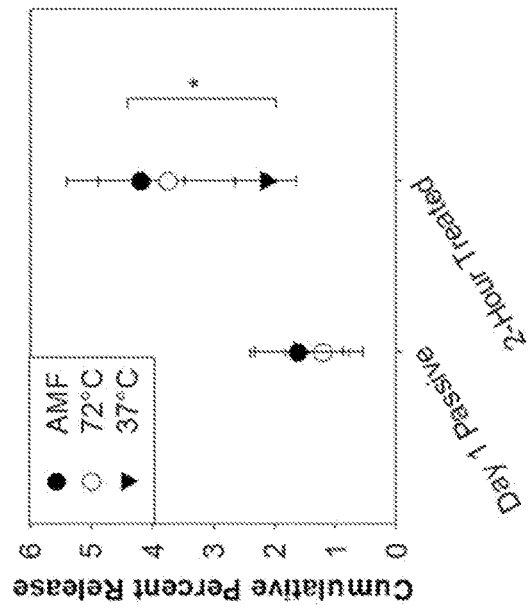 Cumulative Percent Release
6
5
4
3
2
1
0
AMF
72°C
37°C
*
Day 1 Passive
2-Hour Treated